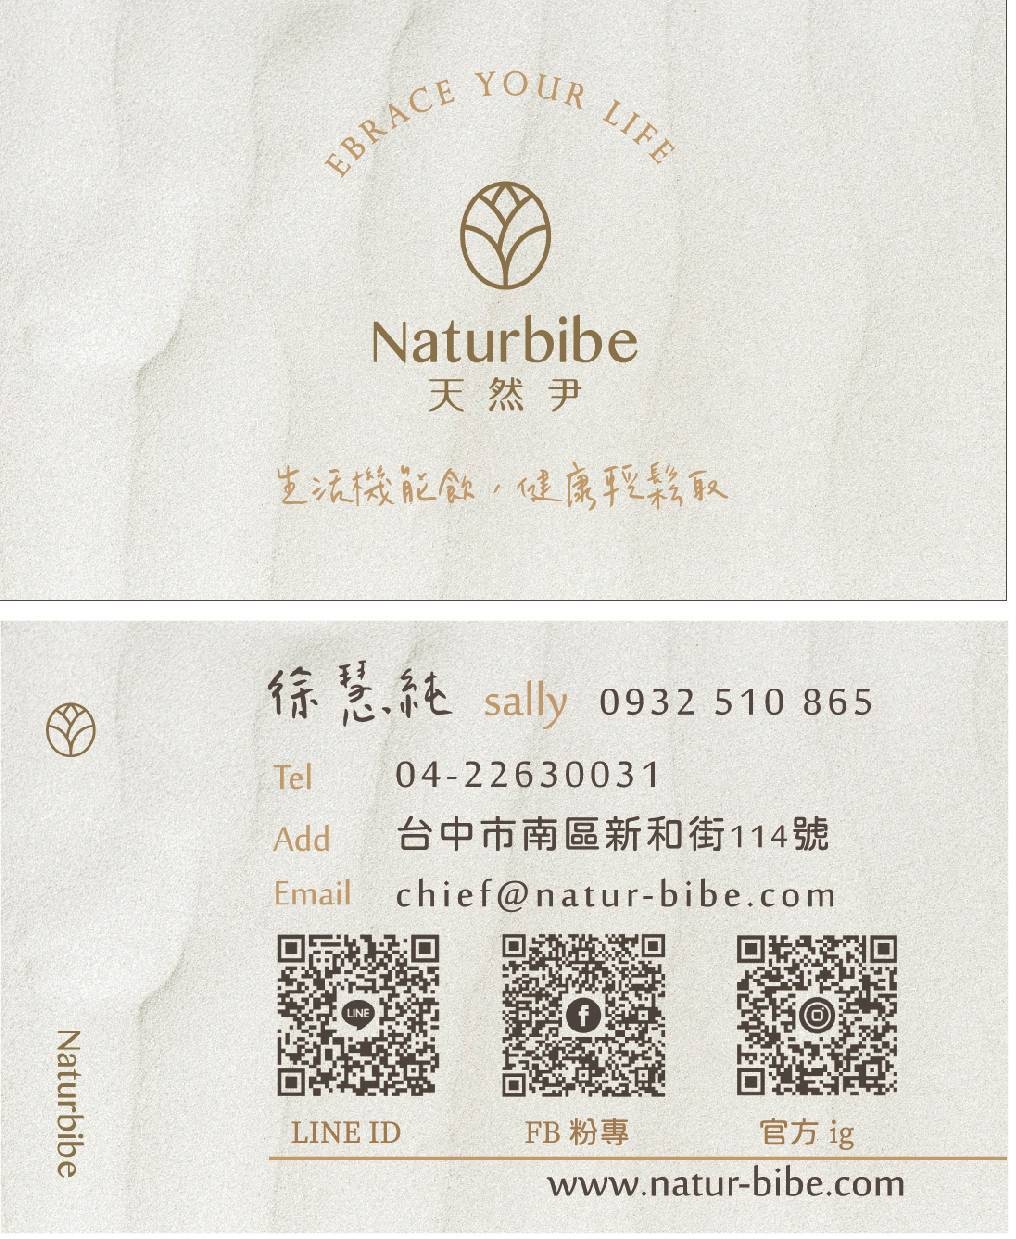 EBRACE YOUR LIFE
Naturbibe
天然尹
生活機能飲，健康輕鬆取
徐慧純 sally 0932 510 865
Tel 04-22630031
Add 台中市南區新和街114號
Email chief@natur-bibe.com
LINE
f
LINE ID FB 粉專 官方 ig
www.natur-bibe.com
Naturbibe